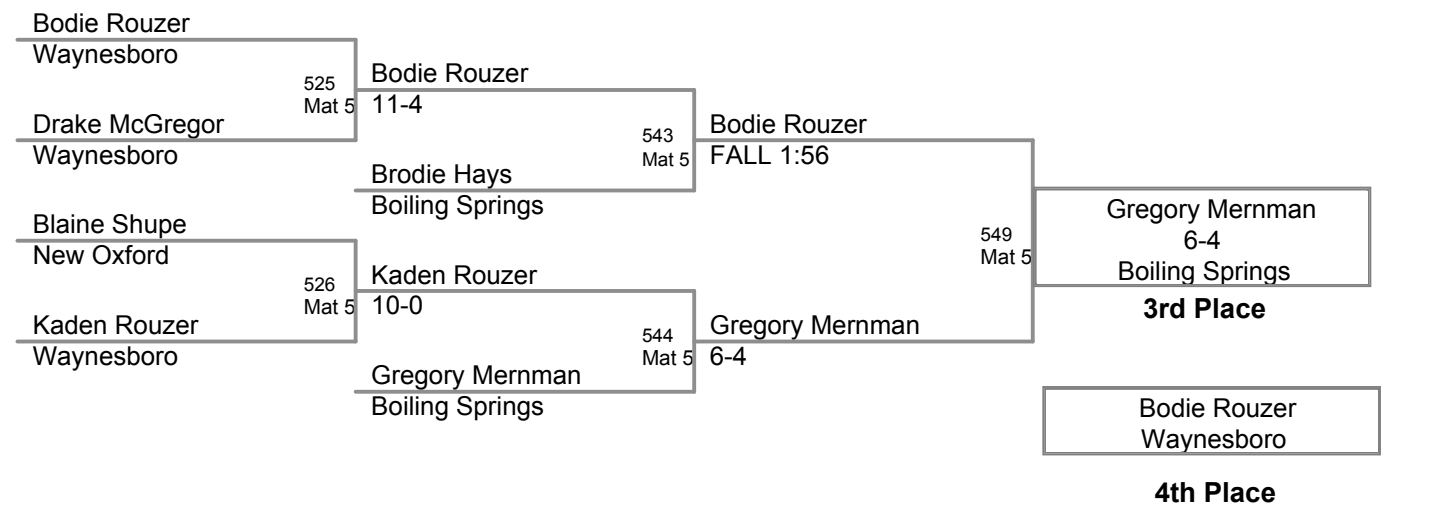 Bodie Rouzer
Waynesboro
525
Mat 5
Drake McGregor
Waynesboro
Bodie Rouzer
11-4
Brodie Hays
Boiling Springs
543
Mat 5
Blaine Shupe
New Oxford
526
Mat 5
Kaden Rouzer
Waynesboro
Kaden Rouzer
10-0
Gregory Mernman
Boiling Springs
544
Mat 5
Bodie Rouzer
FALL 1:56
Gregory Mernman
6-4
549
Mat 5
Gregory Mernman
6-4
Boiling Springs
3rd Place
Bodie Rouzer
Waynesboro
4th Place